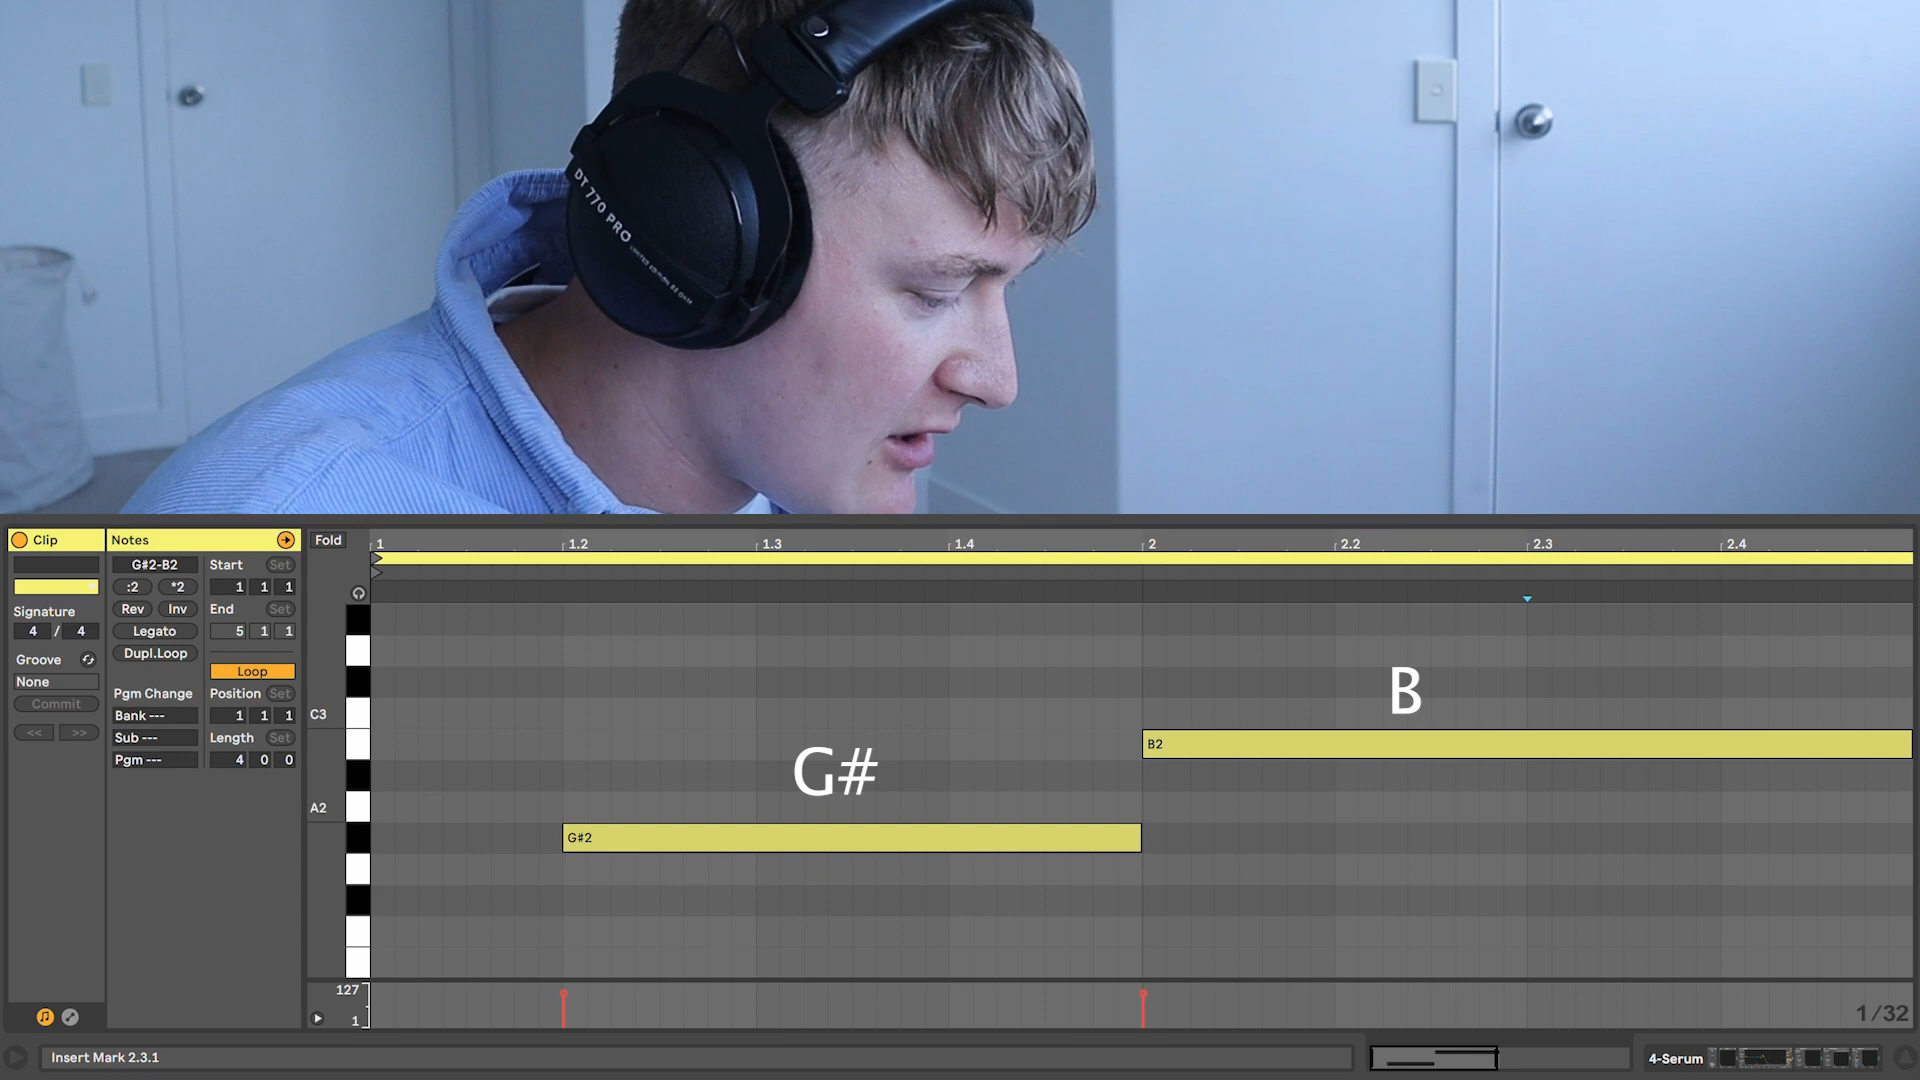 DT 770 PRO
LIMITED EDITION 32 OHM
Clip
Notes
Fold
1
1.2
1.3
1.4
2
2.2
2.3
2.4
G#2-B2
Start
Set
:2
*2
1 1 1
Signature
Rev
Inv
End
Set
4 / 4
Legato
5 1 1
Dupl.Loop
Groove
Loop
None
Pgm Change
Position
Set
Commit
Bank ---
1 1 1
<<
>>
Sub ---
Length
Set
Pgm ---
4 0 0
C3
A2
B
B2
G#
G#2
127
1
1/32
Insert Mark 2.3.1
4-Serum